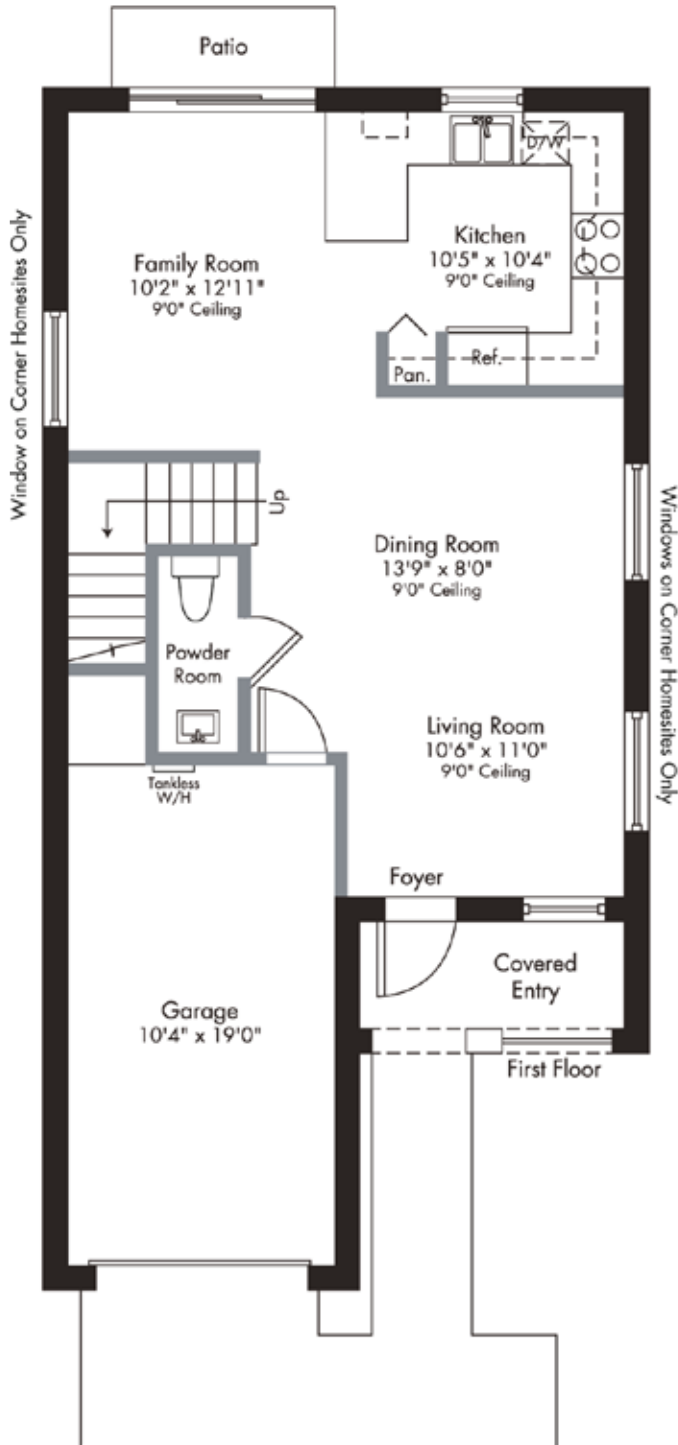 Patio
D/W
Kitchen
10'5" x 10'4"
9'0" Ceiling
Family Room
10'2" x 12'11"
9'0" Ceiling
Window on Corner Homesites Only
Pan.
Ref.
Up
Dining Room
13'9" x 8'0"
9'0" Ceiling
Windows on Corner Homesites Only
Powder
Room
Living Room
10'6" x 11'0"
9'0" Ceiling
Tankless
W/H
Foyer
Covered
Entry
Garage
10'4" x 19'0"
First Floor